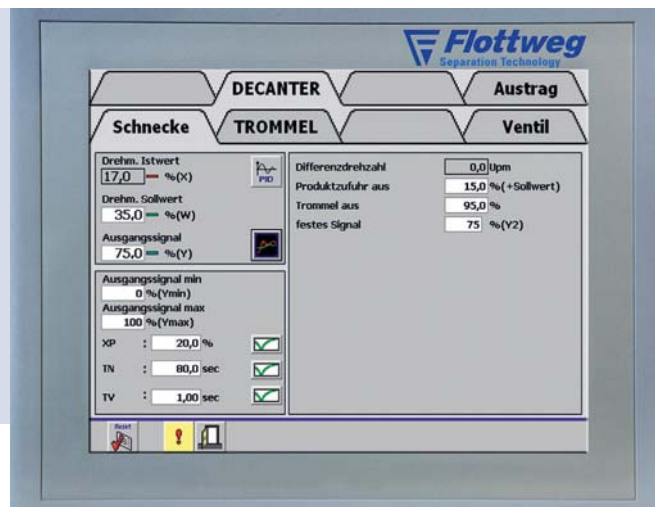 Flottweg
Separation Technology
DECANTER
Austrag
Schnecke
TROMMEL
Ventil
Drehm. Istwert
17,0 %(X)
PID
Drehm. Sollwert
35,0 %(W)
Ausgangssignal
75,0 %(Y)
Ausgangssignal min
0 %(Ymin)
Ausgangssignal max
100 %(Ymax)
XP : 20,0 %
TN : 80,0 sec
TV : 1,00 sec
Differenzdrehzahl 0,0 Upm
Produktzufuhr aus 15,0 %(+Sollwert)
Trommel aus 95,0 %
festes Signal 75 %(Y2)
Reset
!